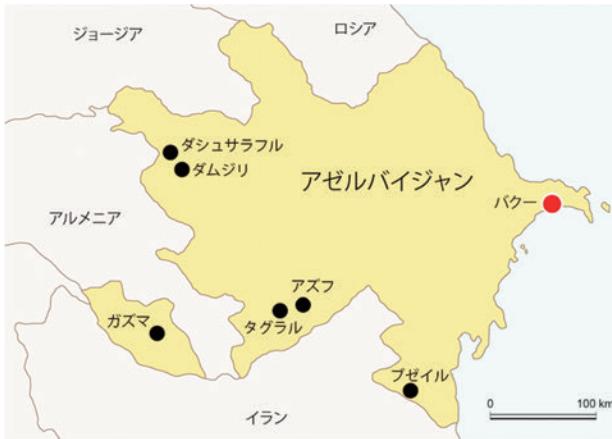 ジョージア
ロシア
ダシュサラフル
ダムジリ
アゼルバイジャン
バクー
アルメニア
アズフ
ガズマ
タグラル
ブゼイル
イラン
0 100 km